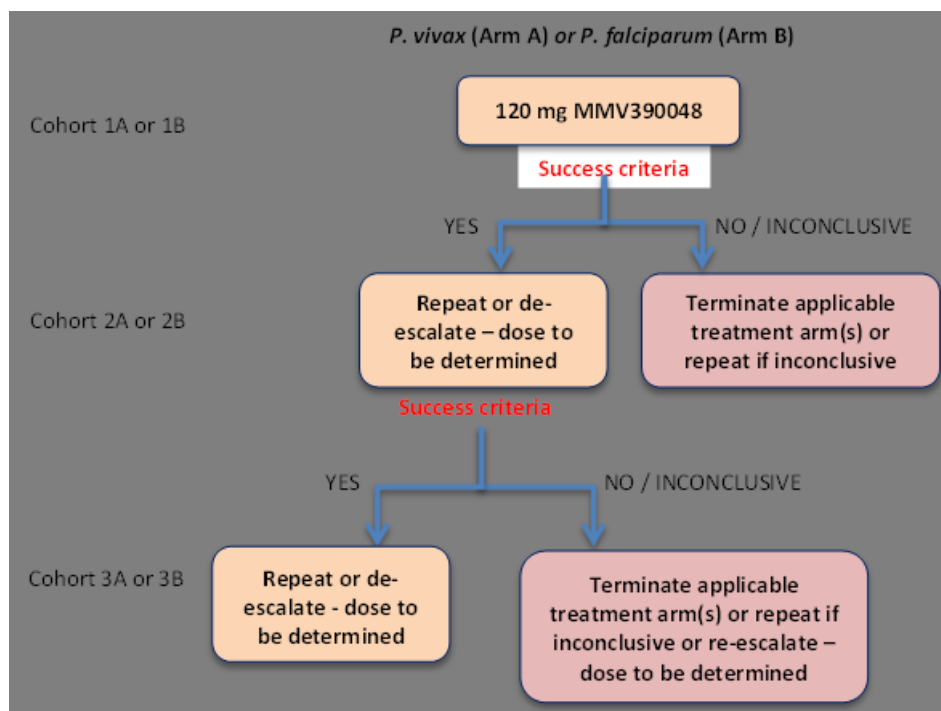 P. vivax (Arm A) or P. falciparum (Arm B)
Cohort 1A or 1B
120 mg MMV390048
Success criteria
YES
NO / INCONCLUSIVE
Cohort 2A or 2B
Repeat or de-
escalate – dose to
be determined
Terminate applicable
treatment arm(s) or
repeat if inconclusive
Success criteria
YES
NO / INCONCLUSIVE
Cohort 3A or 3B
Repeat or de-
escalate - dose to
be determined
Terminate applicable
treatment arm(s) or repeat if
inconclusive or re-escalate –
dose to be determined